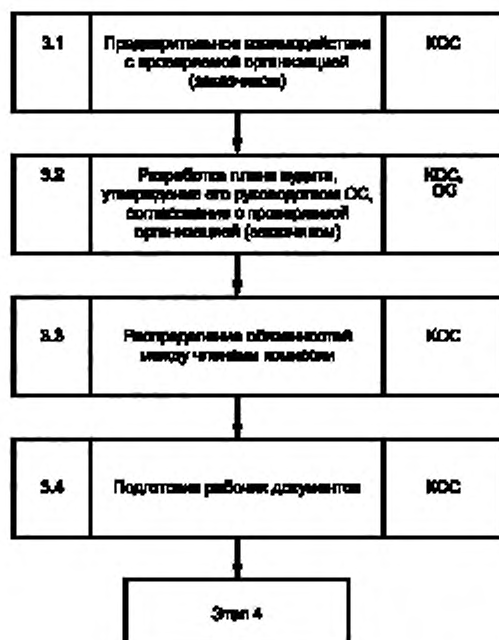 3.1
Предварительное взаимодействие
с проверяемой организацией
(заказчиком)
КОС
3.2
Разработка плана аудита,
утверждение его руководством ОС,
согласование с проверяемой
организацией (заказчиком)
КОС,
ОС
3.3
Распределение обязанностей
между членами комиссии
КОС
3.4
Подготовка рабочих документов
КОС
Этап 4